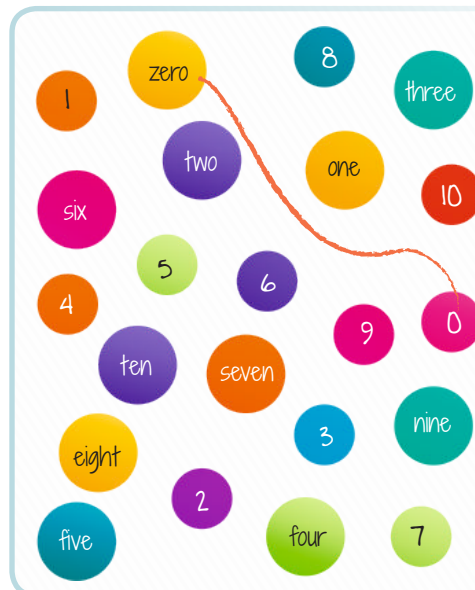 8
zero
three
1
two
one
10
six
5
6
4
0
9
ten
seven
nine
3
eight
2
four
7
five